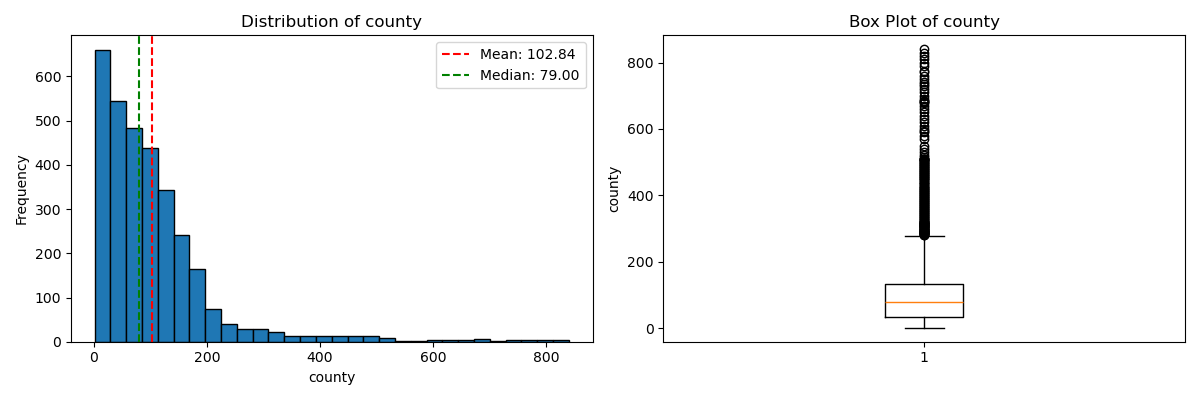 Distribution of county
Mean: 102.84
Median: 79.00
Frequency
600
500
400
300
200
100
0
0 200 400 600 800
county
Box Plot of county
county
800
600
400
200
0
1